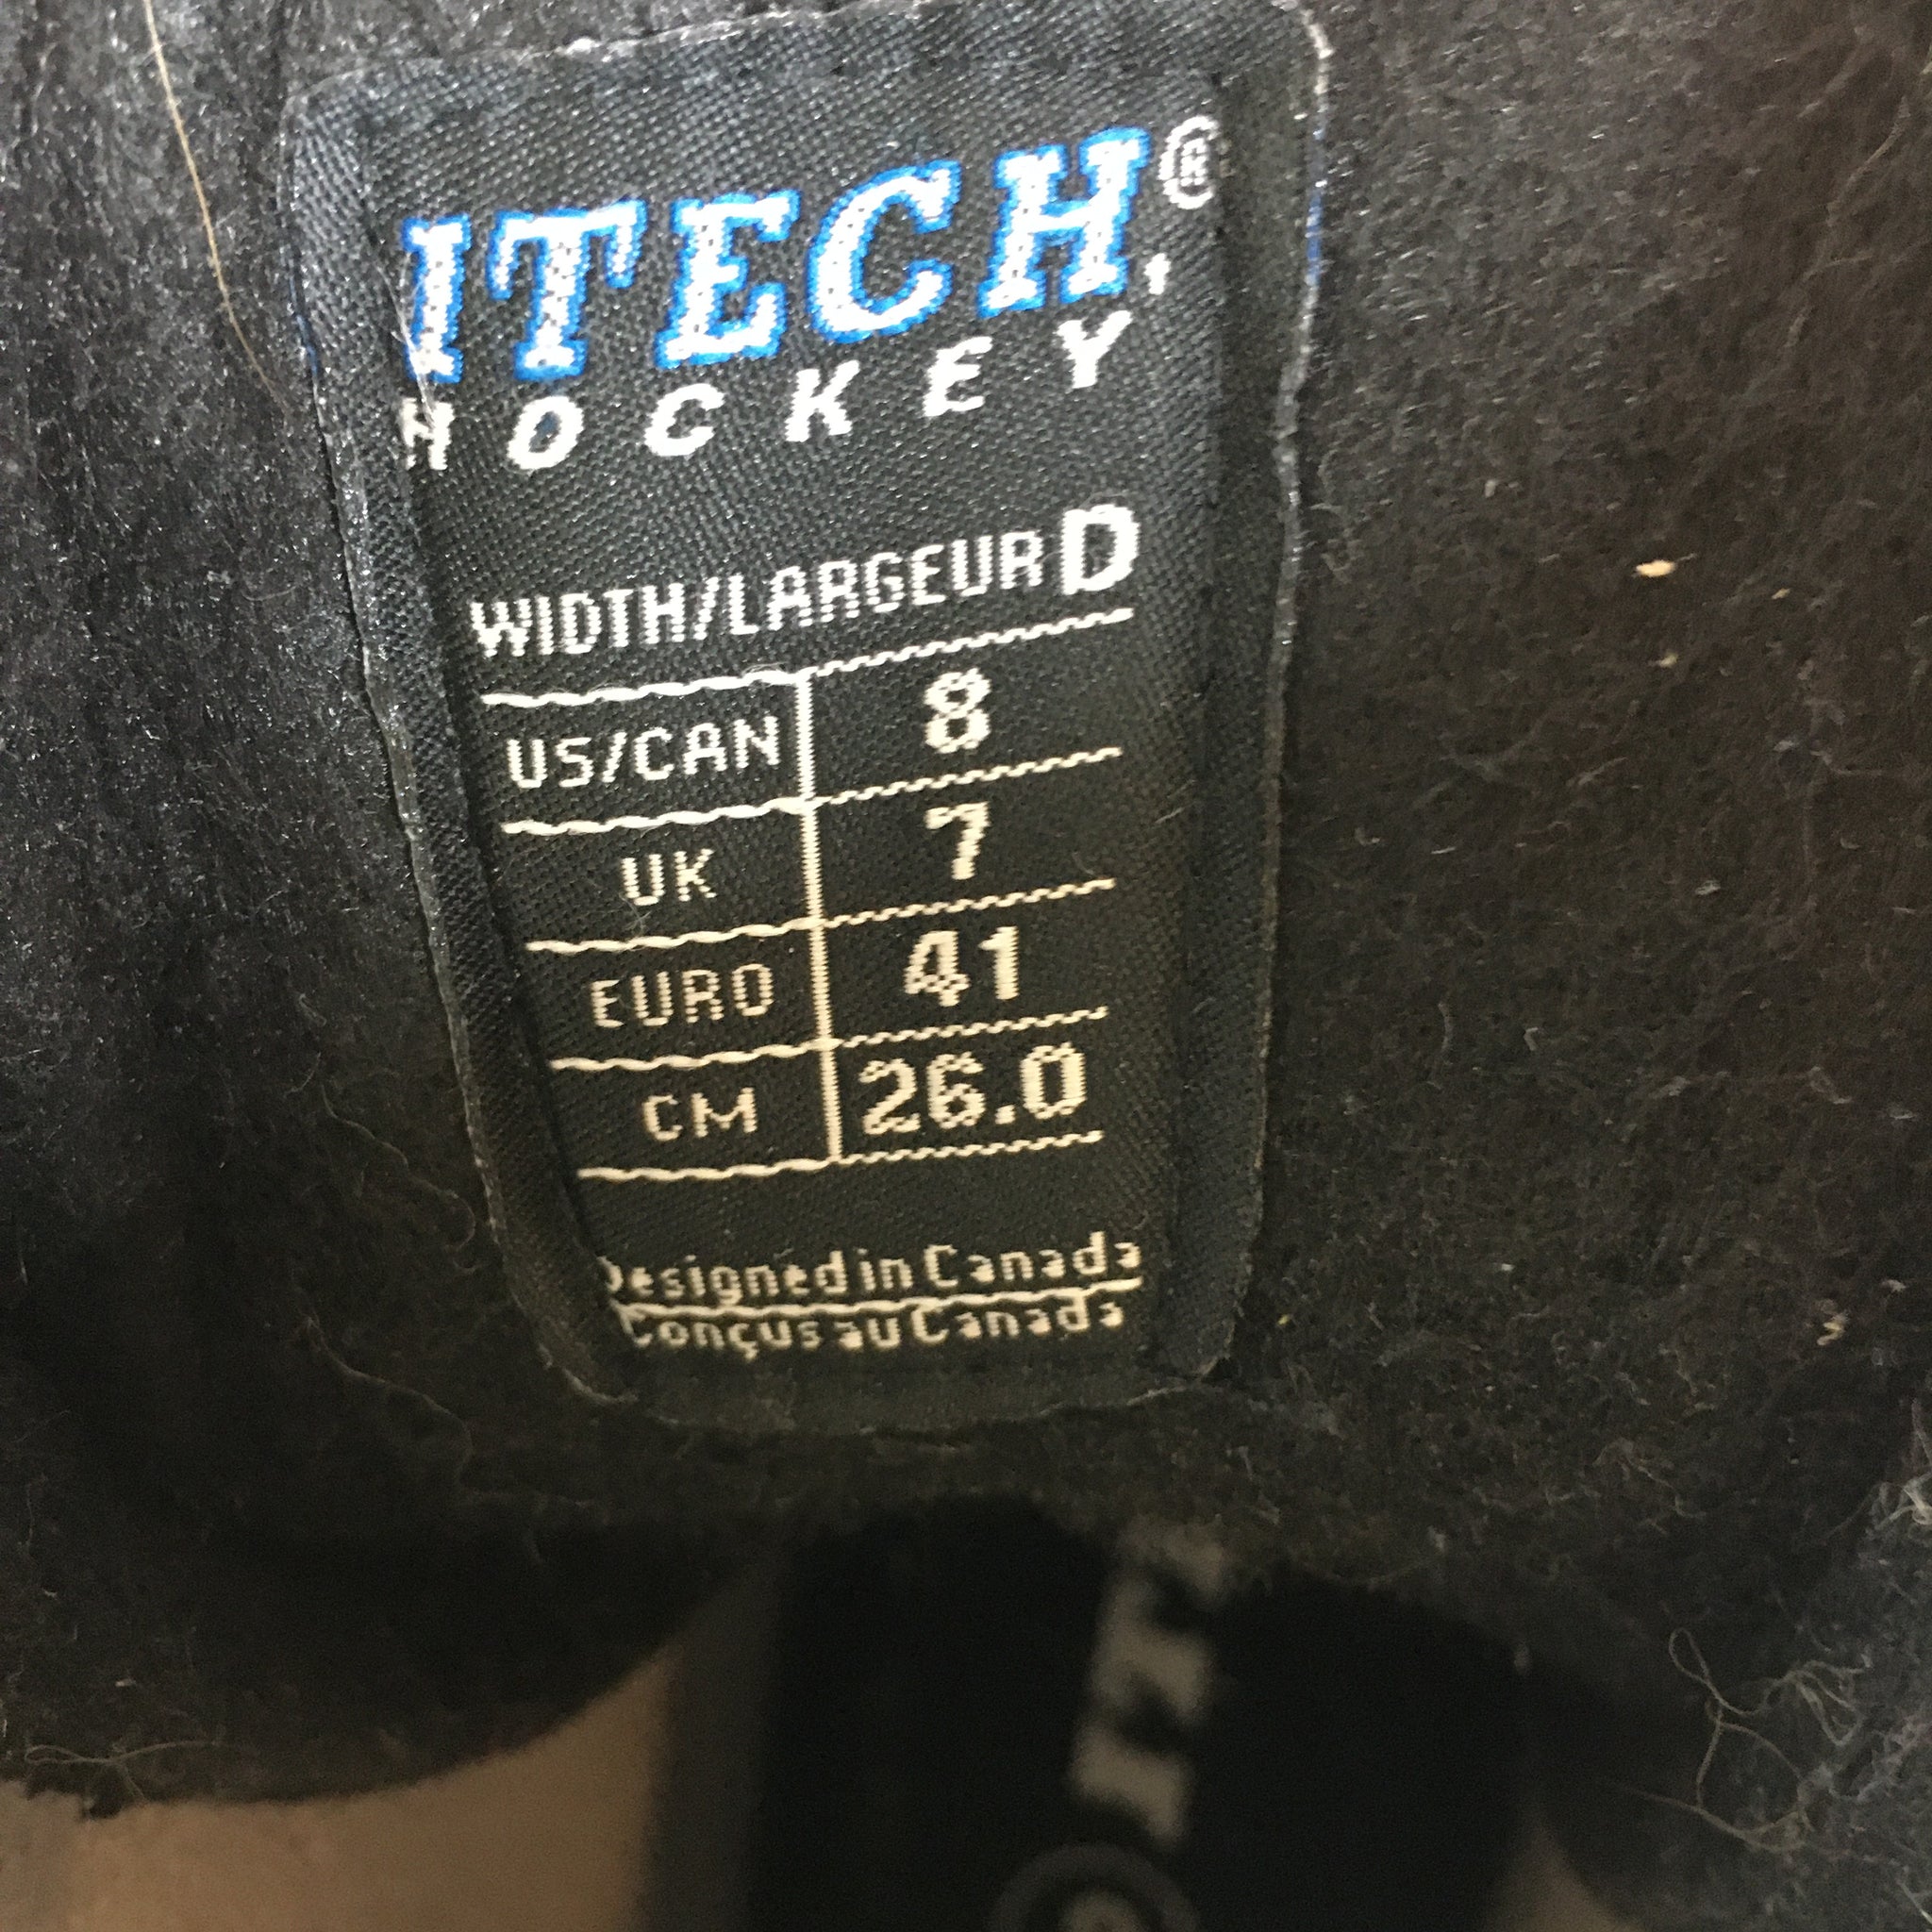 ITECH®,
HOCKEY
WIDTH/LARGEUR D
US/CAN 8
UK 7
EURO 41
CM 26.0
Designed in Canada
Conçus au Canada